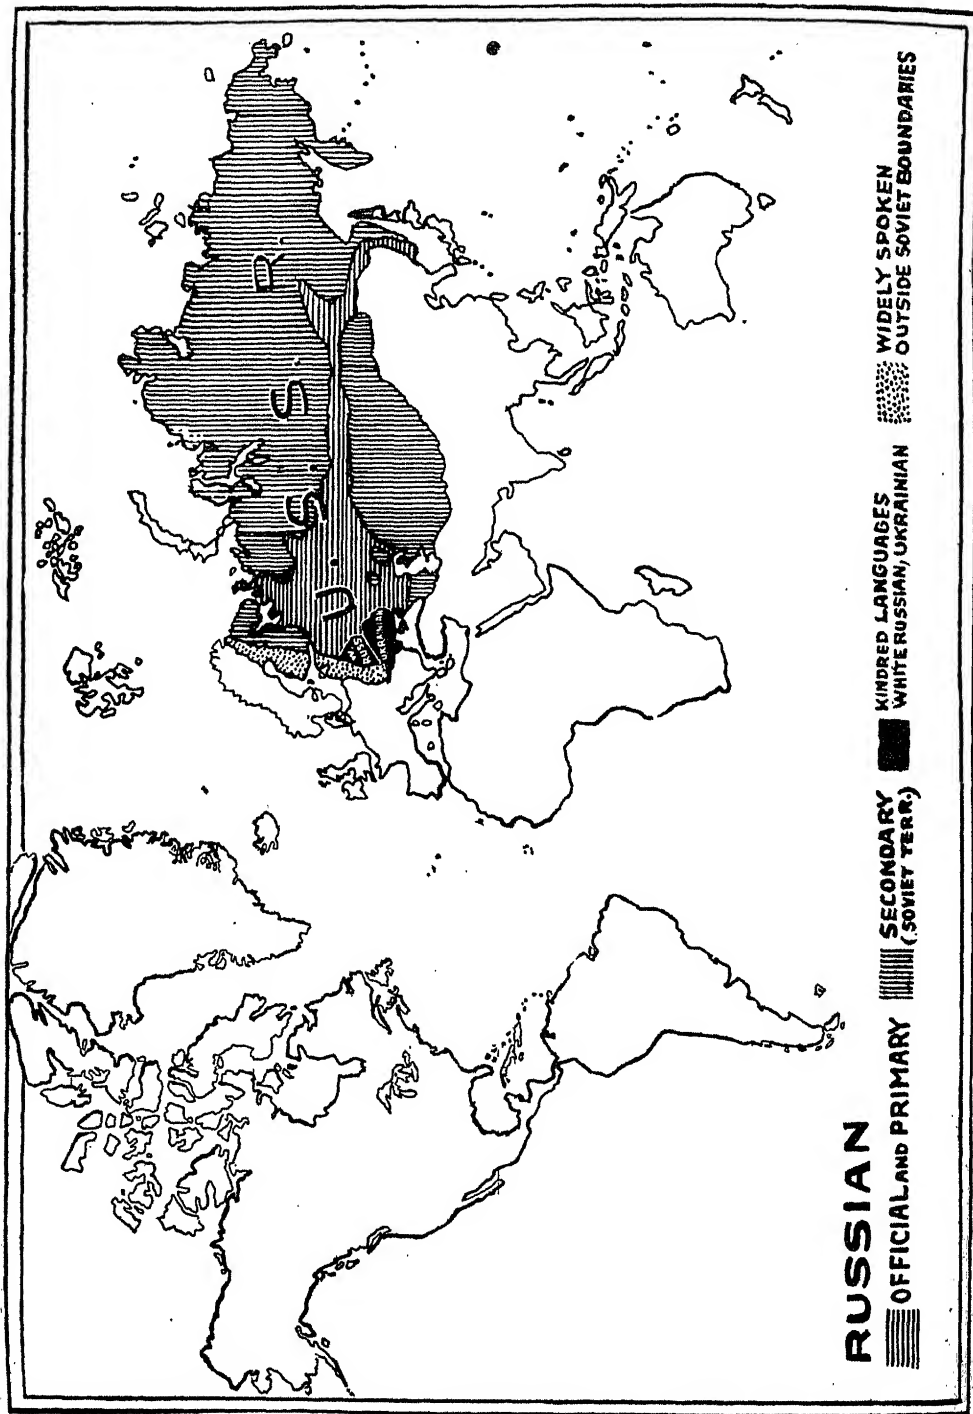 U. S. S. R.
UKRAINIAN
RUSSIAN
OFFICIAL AND PRIMARY
SECONDARY
(SOVIET TERR.)
KINDRED LANGUAGES
WHITE RUSSIAN, UKRAINIAN
WIDELY SPOKEN
OUTSIDE SOVIET BOUNDARIES